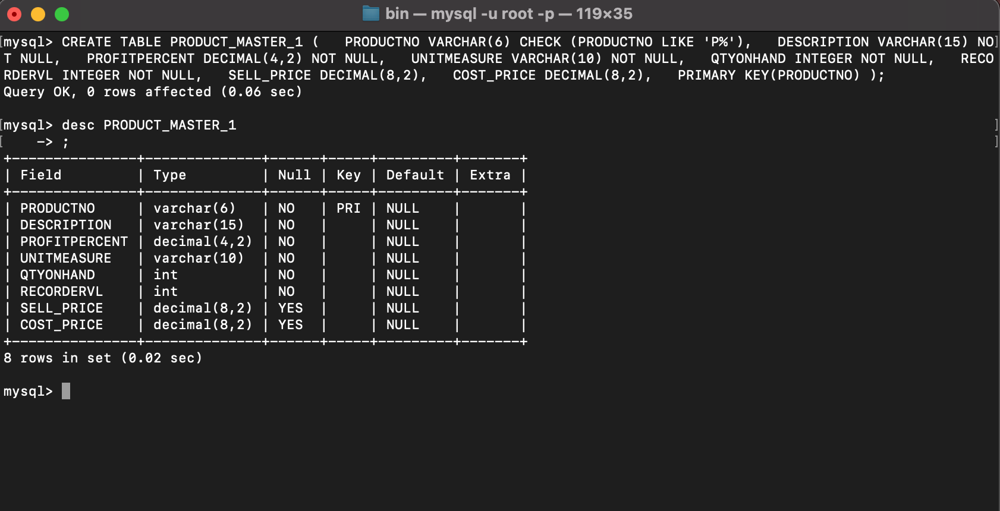 bin — mysql -u root -p — 119×35
mysql> CREATE TABLE PRODUCT_MASTER_1 (   PRODUCTNO VARCHAR(6) CHECK (PRODUCTNO LIKE 'P%'),   DESCRIPTION VARCHAR(15) NO
T NULL,   PROFITPERCENT DECIMAL(4,2) NOT NULL,   UNITMEASURE VARCHAR(10) NOT NULL,   QTYONHAND INTEGER NOT NULL,   RECO
RDERVL INTEGER NOT NULL,   SELL_PRICE DECIMAL(8,2),   COST_PRICE DECIMAL(8,2),   PRIMARY KEY(PRODUCTNO) );
Query OK, 0 rows affected (0.06 sec)

mysql> desc PRODUCT_MASTER_1
    -> ;
+---------------+--------------+------+-----+---------+-------+
| Field         | Type         | Null | Key | Default | Extra |
+---------------+--------------+------+-----+---------+-------+
| PRODUCTNO     | varchar(6)   | NO   | PRI | NULL    |       |
| DESCRIPTION   | varchar(15)  | NO   |     | NULL    |       |
| PROFITPERCENT | decimal(4,2) | NO   |     | NULL    |       |
| UNITMEASURE   | varchar(10)  | NO   |     | NULL    |       |
| QTYONHAND     | int          | NO   |     | NULL    |       |
| RECORDERVL    | int          | NO   |     | NULL    |       |
| SELL_PRICE    | decimal(8,2) | YES  |     | NULL    |       |
| COST_PRICE    | decimal(8,2) | YES  |     | NULL    |       |
+---------------+--------------+------+-----+---------+-------+
8 rows in set (0.02 sec)

mysql>